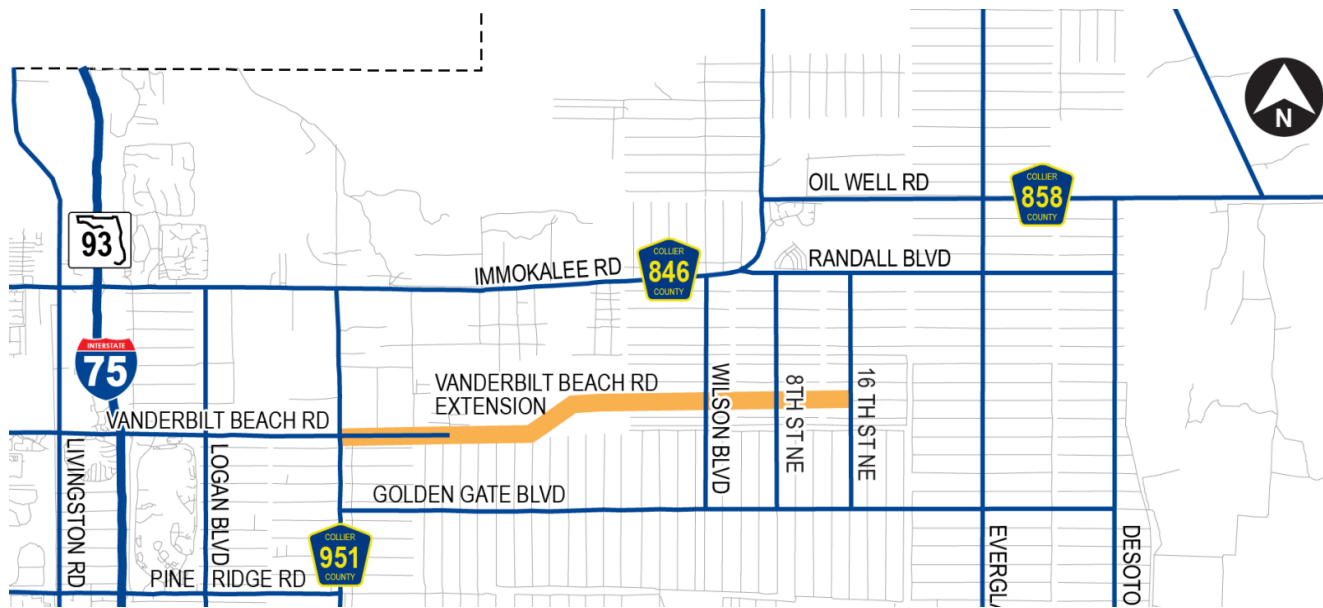 N
OIL WELL RD
COLLIER
858
COUNTY
93
COLLIER
846
COUNTY
IMMOKALEE RD
RANDALL BLVD
INTERSTATE
75
VANDERBILT BEACH RD
EXTENSION
VANDERBILT BEACH RD
WILSON BLVD
8TH ST NE
16 TH ST NE
LIVINGSTON RD
LOGAN BLVD
GOLDEN GATE BLVD
COLLIER
951
COUNTY
PINE RIDGE RD
EVERGLA
DESOTO